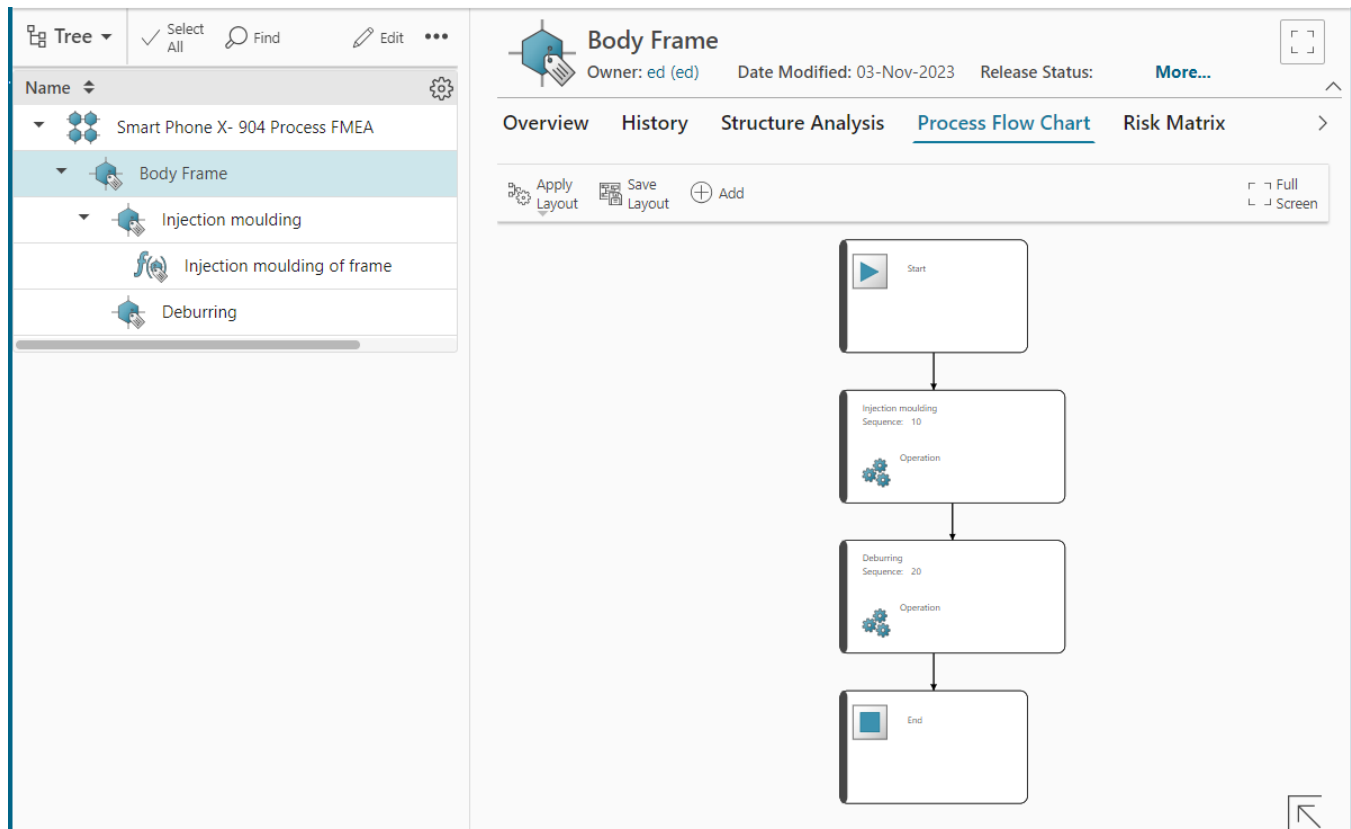 Tree
Select
All
Find
Edit
Name
Smart Phone X- 904 Process FMEA
Body Frame
Injection moulding
Injection moulding of frame
Deburring
Body Frame
Owner: ed (ed) Date Modified: 03-Nov-2023 Release Status: More...
Overview History Structure Analysis Process Flow Chart Risk Matrix
Apply
Layout
Save
Layout
Add
Full
Screen
Start
Injection moulding
Sequence: 10
Operation
Deburring
Sequence: 20
Operation
End